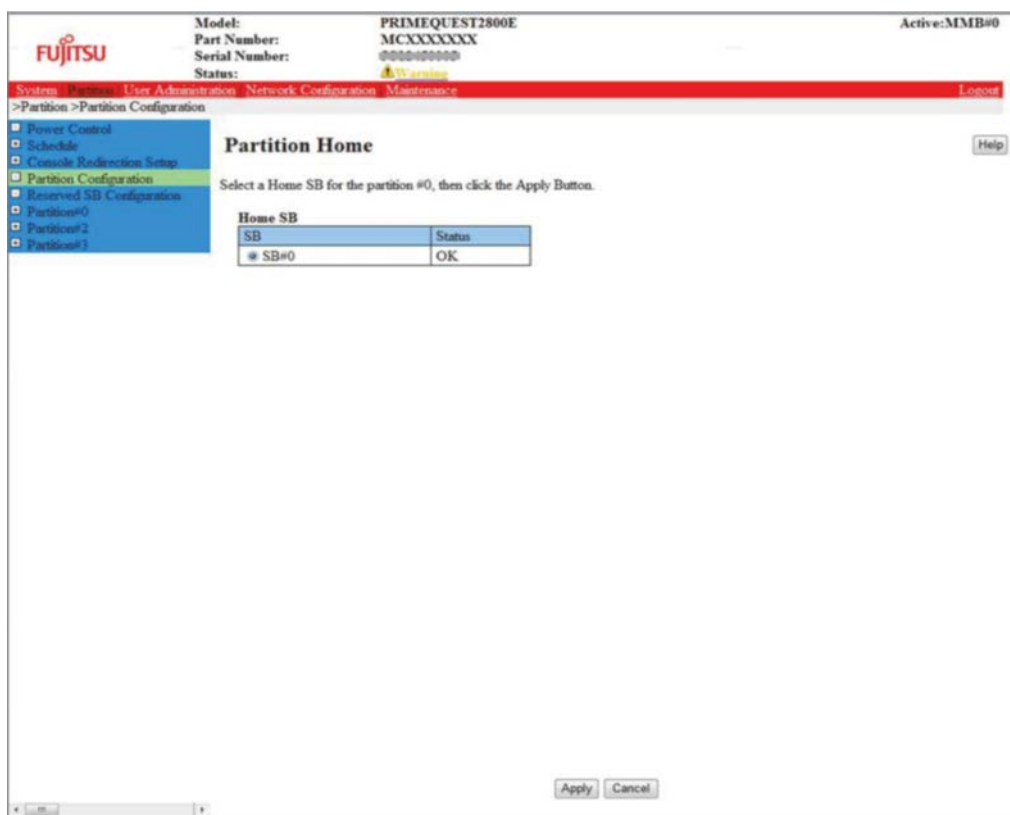 FUJITSU
Model: PRIMEQUEST2800E
Part Number: MCXXXXXXX
Serial Number:
Status: Warning
Active:MMB#0
System Partition User Administration Network Configuration Maintenance Logout
>Partition >Partition Configuration
Power Control
Schedule
Console Redirection Setup
Partition Configuration
Reserved SB Configuration
Partition#0
Partition#2
Partition#3
Partition Home
Help
Select a Home SB for the partition #0, then click the Apply Button.
Home SB
SB Status
SB#0 OK
Apply Cancel